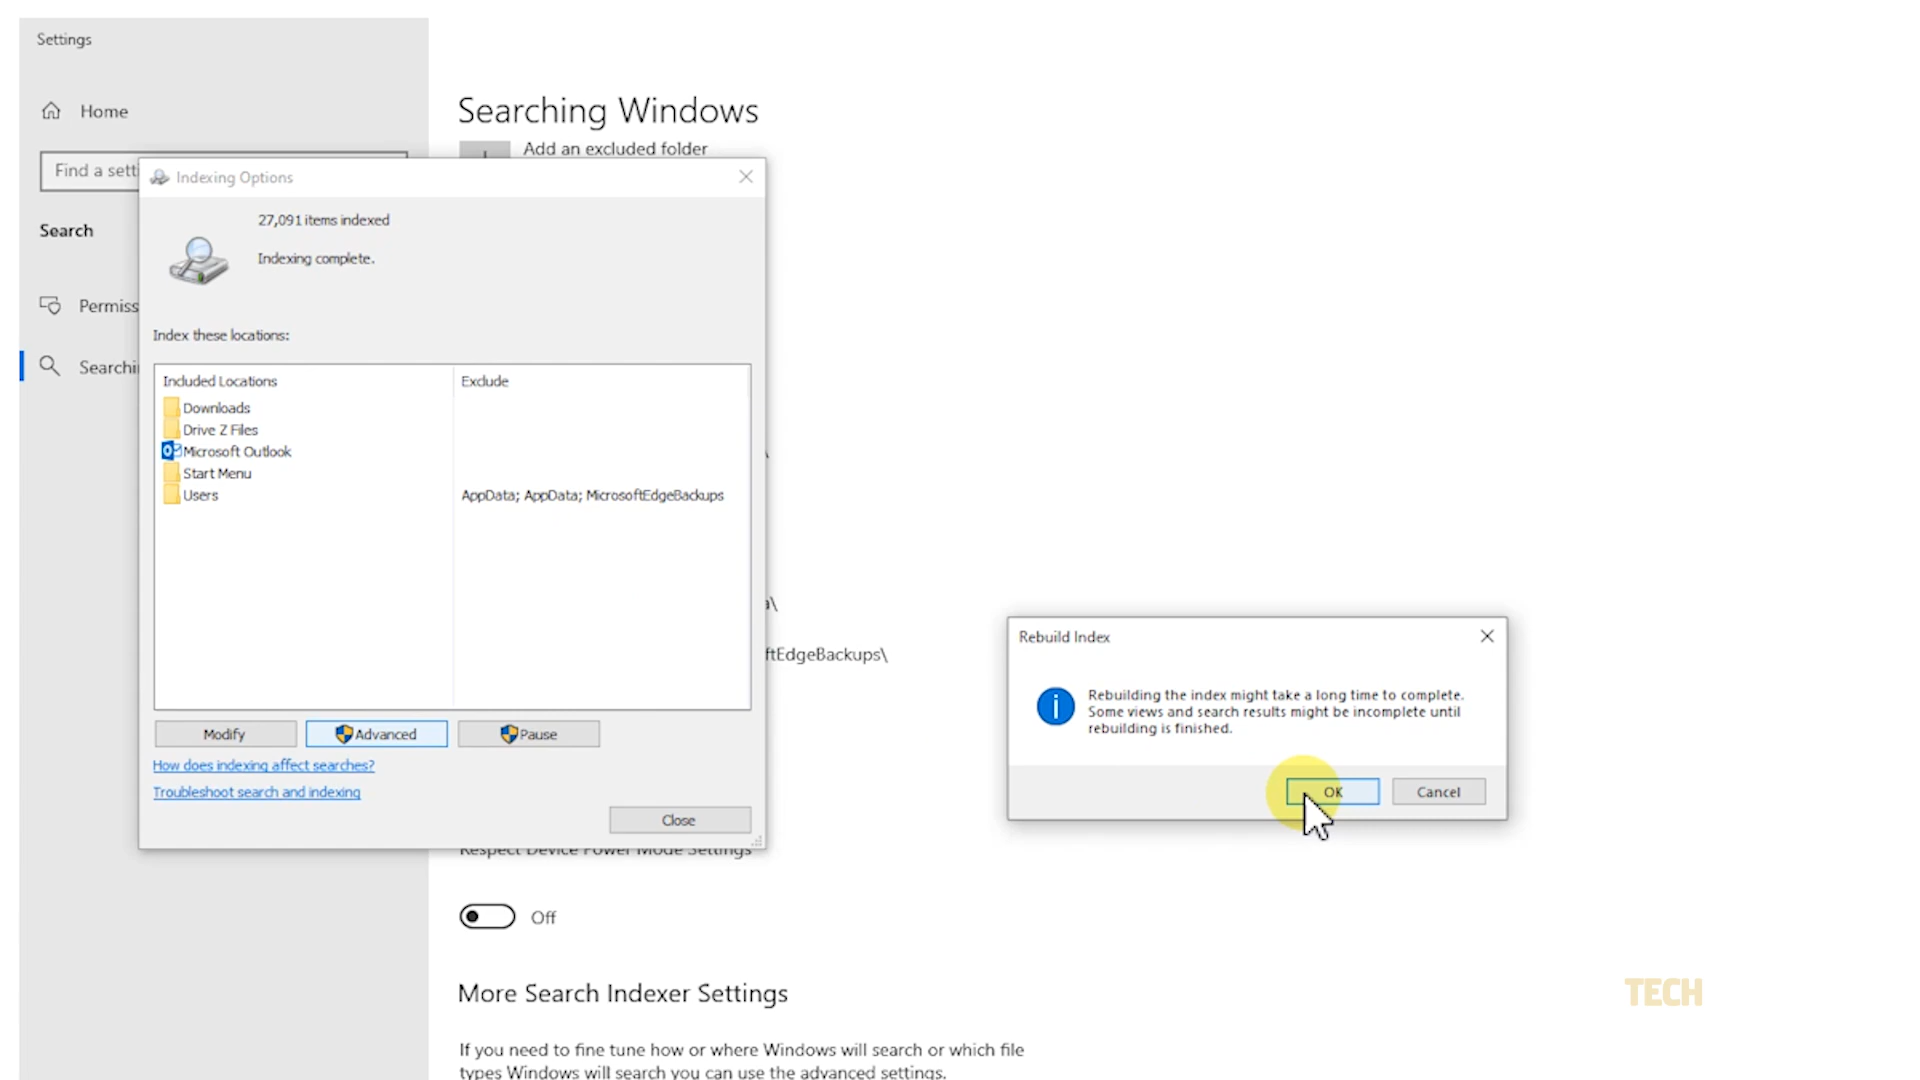 Settings
Home
Find a sett
Search
Permiss
Searchi
Searching Windows
Add an excluded folder
Indexing Options
27,091 items indexed
Indexing complete.
Index these locations:
Included Locations Exclude
Downloads
Drive Z Files
Microsoft Outlook
Start Menu
Users AppData; AppData; MicrosoftEdgeBackups
Modify Advanced Pause
How does indexing affect searches?
Troubleshoot search and indexing
Close
\
a\
ftEdgeBackups\
Rebuild Index
Rebuilding the index might take a long time to complete.
Some views and search results might be incomplete until
rebuilding is finished.
OK Cancel
Respect Device Power Mode Settings
Off
More Search Indexer Settings
If you need to fine tune how or where Windows will search or which file
types Windows will search you can use the advanced settings.
TECH